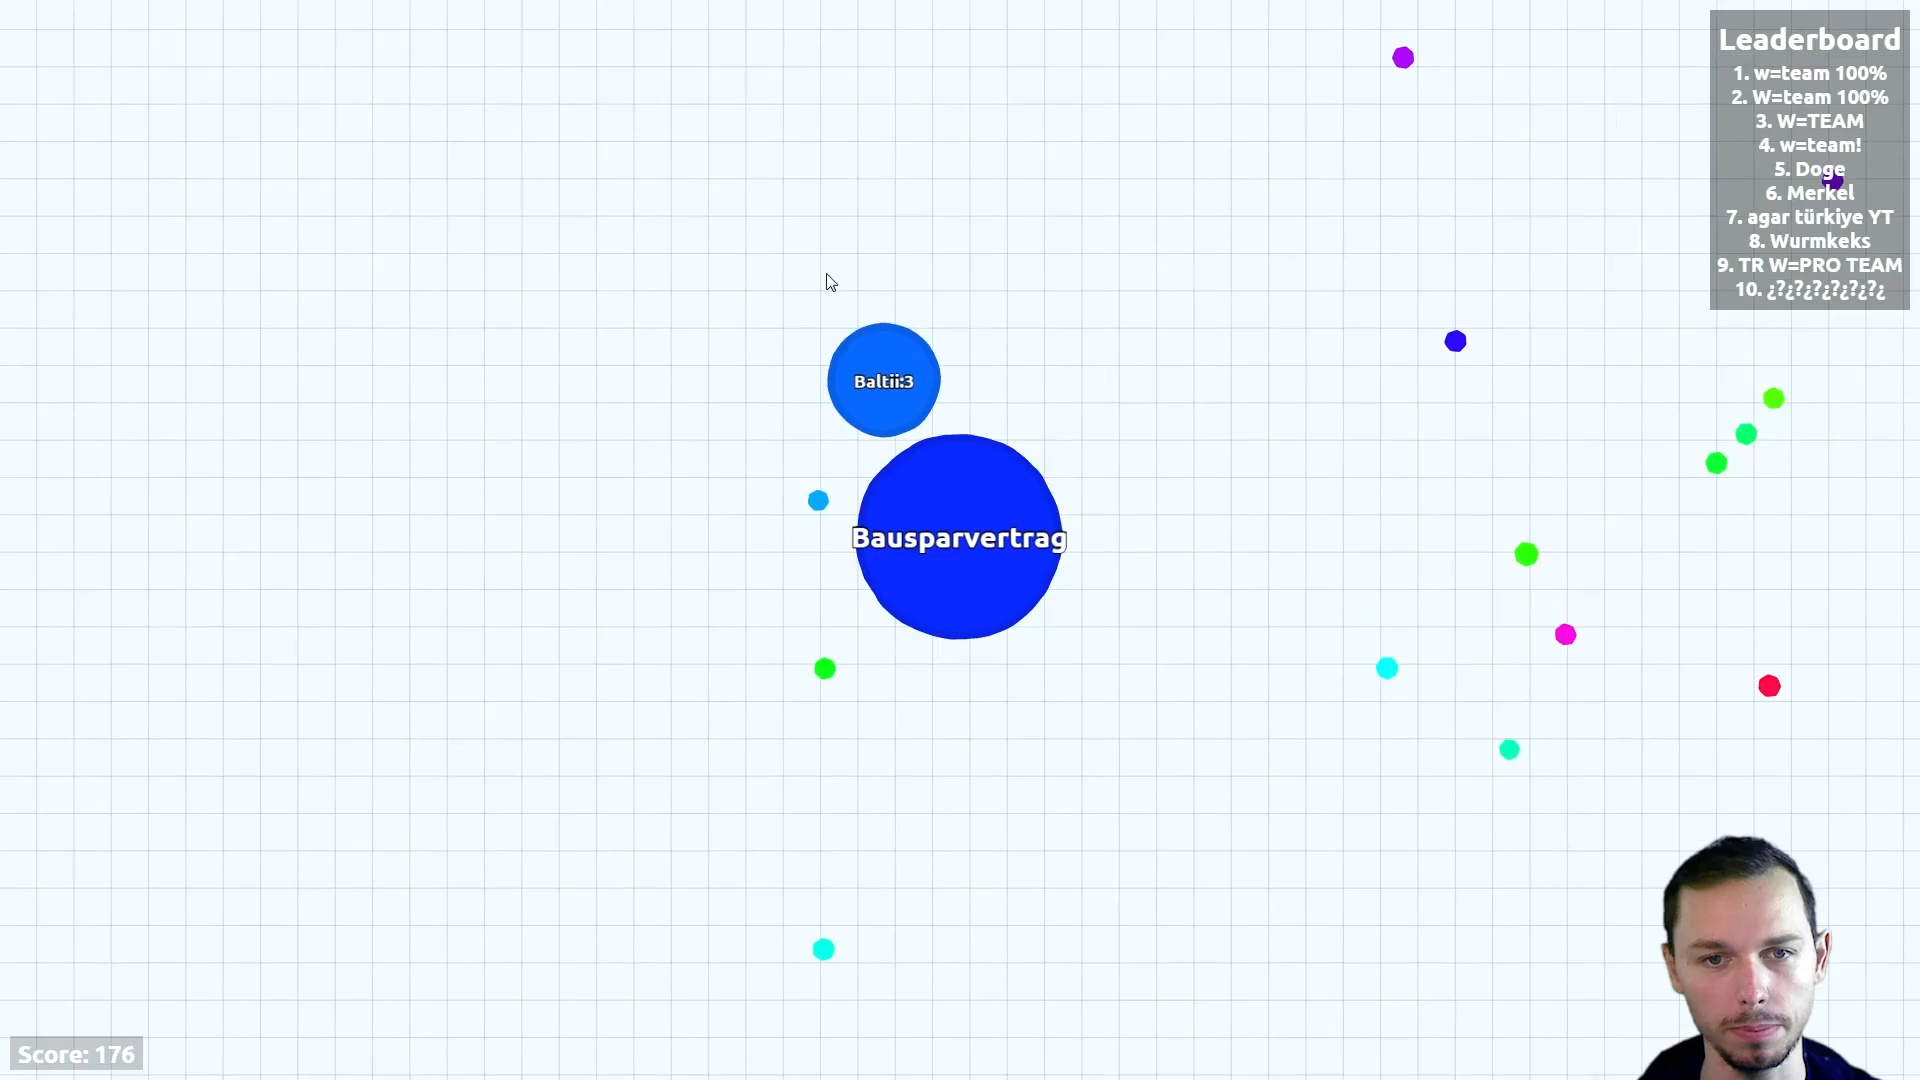 Leaderboard
1. w=team 100%
2. W=team 100%
3. W=TEAM
4. w=team!
5. Doge
6. Merkel
7. agar türkiye YT
8. Wurmkeks
9. TR W=PRO TEAM
10. ¿?¿?¿?¿?¿?¿?¿
Baltii:3
Bausparvertrag
Score: 176